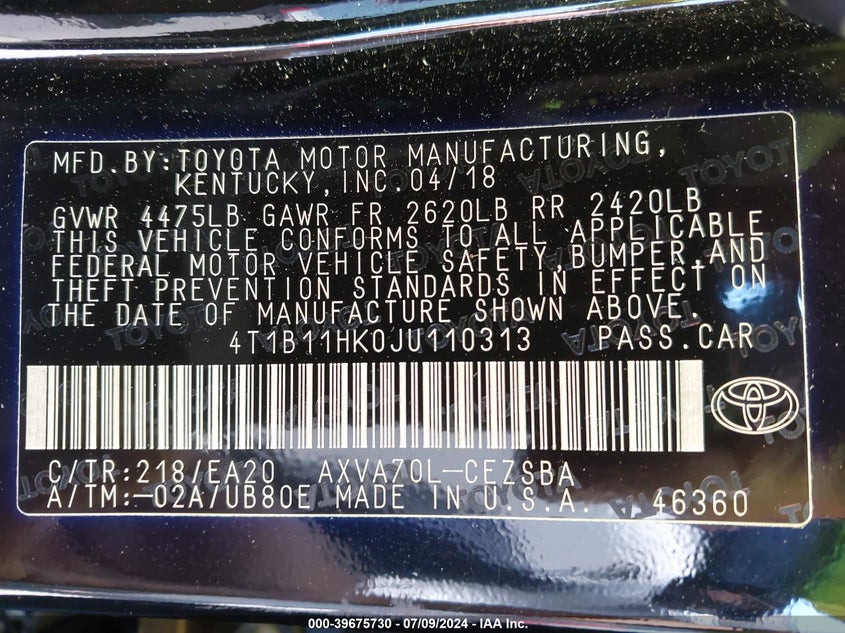 MFD.BY:TOYOTA MOTOR MANUFACTURING,
KENTUCKY,INC.04/18
GVWR 4475LB GAWR FR 2620LB RR 2420LB
THIS VEHICLE CONFORMS TO ALL APPLICABLE
FEDERAL MOTOR VEHICLE SAFETY,BUMPER,AND
THEFT PREVENTION STANDARDS IN EFFECT ON
THE DATE OF MANUFACTURE SHOWN ABOVE.
4T1B11HK0JU110313 PASS.CAR
C/TR:218/EA20 AXVA70L-CEZSBA
A/TM:-02A/UB80E MADE IN U.S.A. 46360
000-39675730 - 07/09/2024 - IAA Inc.